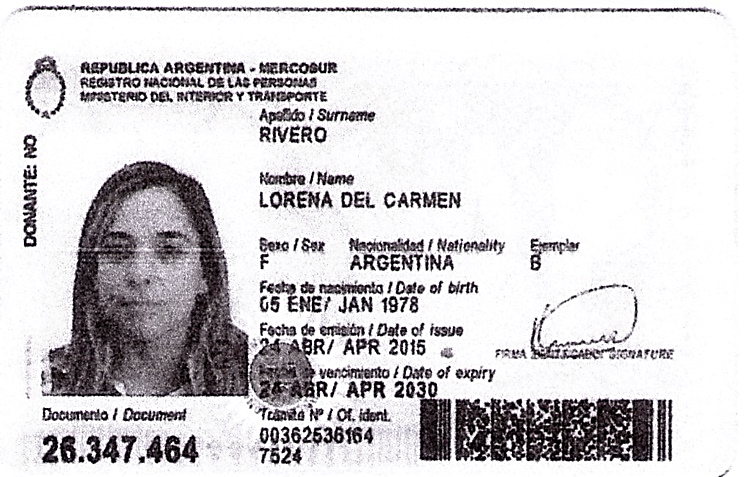 REPUBLICA ARGENTINA - MERCOSUR
REGISTRO NACIONAL DE LAS PERSONAS
MINISTERIO DEL INTERIOR Y TRANSPORTE
Apellido / Surname
RIVERO
Nombre / Name
LORENA DEL CARMEN
Sexo / Sex Nacionalidad / Nationality Ejemplar
F ARGENTINA B
Fecha de nacimiento / Date of birth
05 ENE/ JAN 1978
Fecha de emisión / Date of issue
24 ABR/ APR 2015
FIRMA SIGNATURE
de vencimiento / Date of expiry
24 ABR/ APR 2030
Documento / Document
26.347.464
Trámite Nº / Of. ident.
00362536164
7524
DONANTE: NO